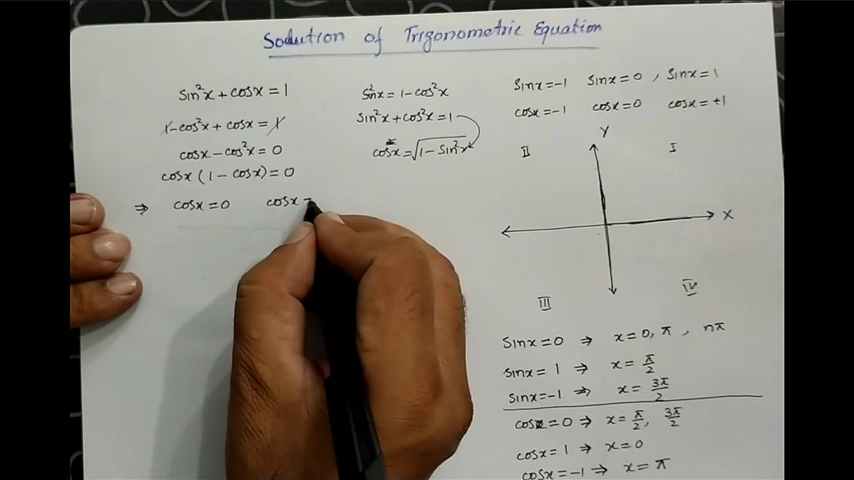 Solution of Trigonometric Equation
sin²x + cosx = 1
1 - cos²x + cosx = 1
cosx - cos²x = 0
cosx (1 - cosx) = 0
⇒ cosx = 0 cosx =
sin²x = 1 - cos²x
sin²x + cos²x = 1
cosx = √1 - sin²x
sinx = -1 sinx = 0 , sinx = 1
cosx = -1 cosx = 0 cosx = +1
Y
II I
X
III IV
sinx = 0 ⇒ x = 0, π , nπ
sinx = 1 ⇒ x = π/2
sinx = -1 ⇒ x = 3π/2
cosx = 0 ⇒ x = π/2, 3π/2
cosx = 1 ⇒ x = 0
cosx = -1 ⇒ x = π